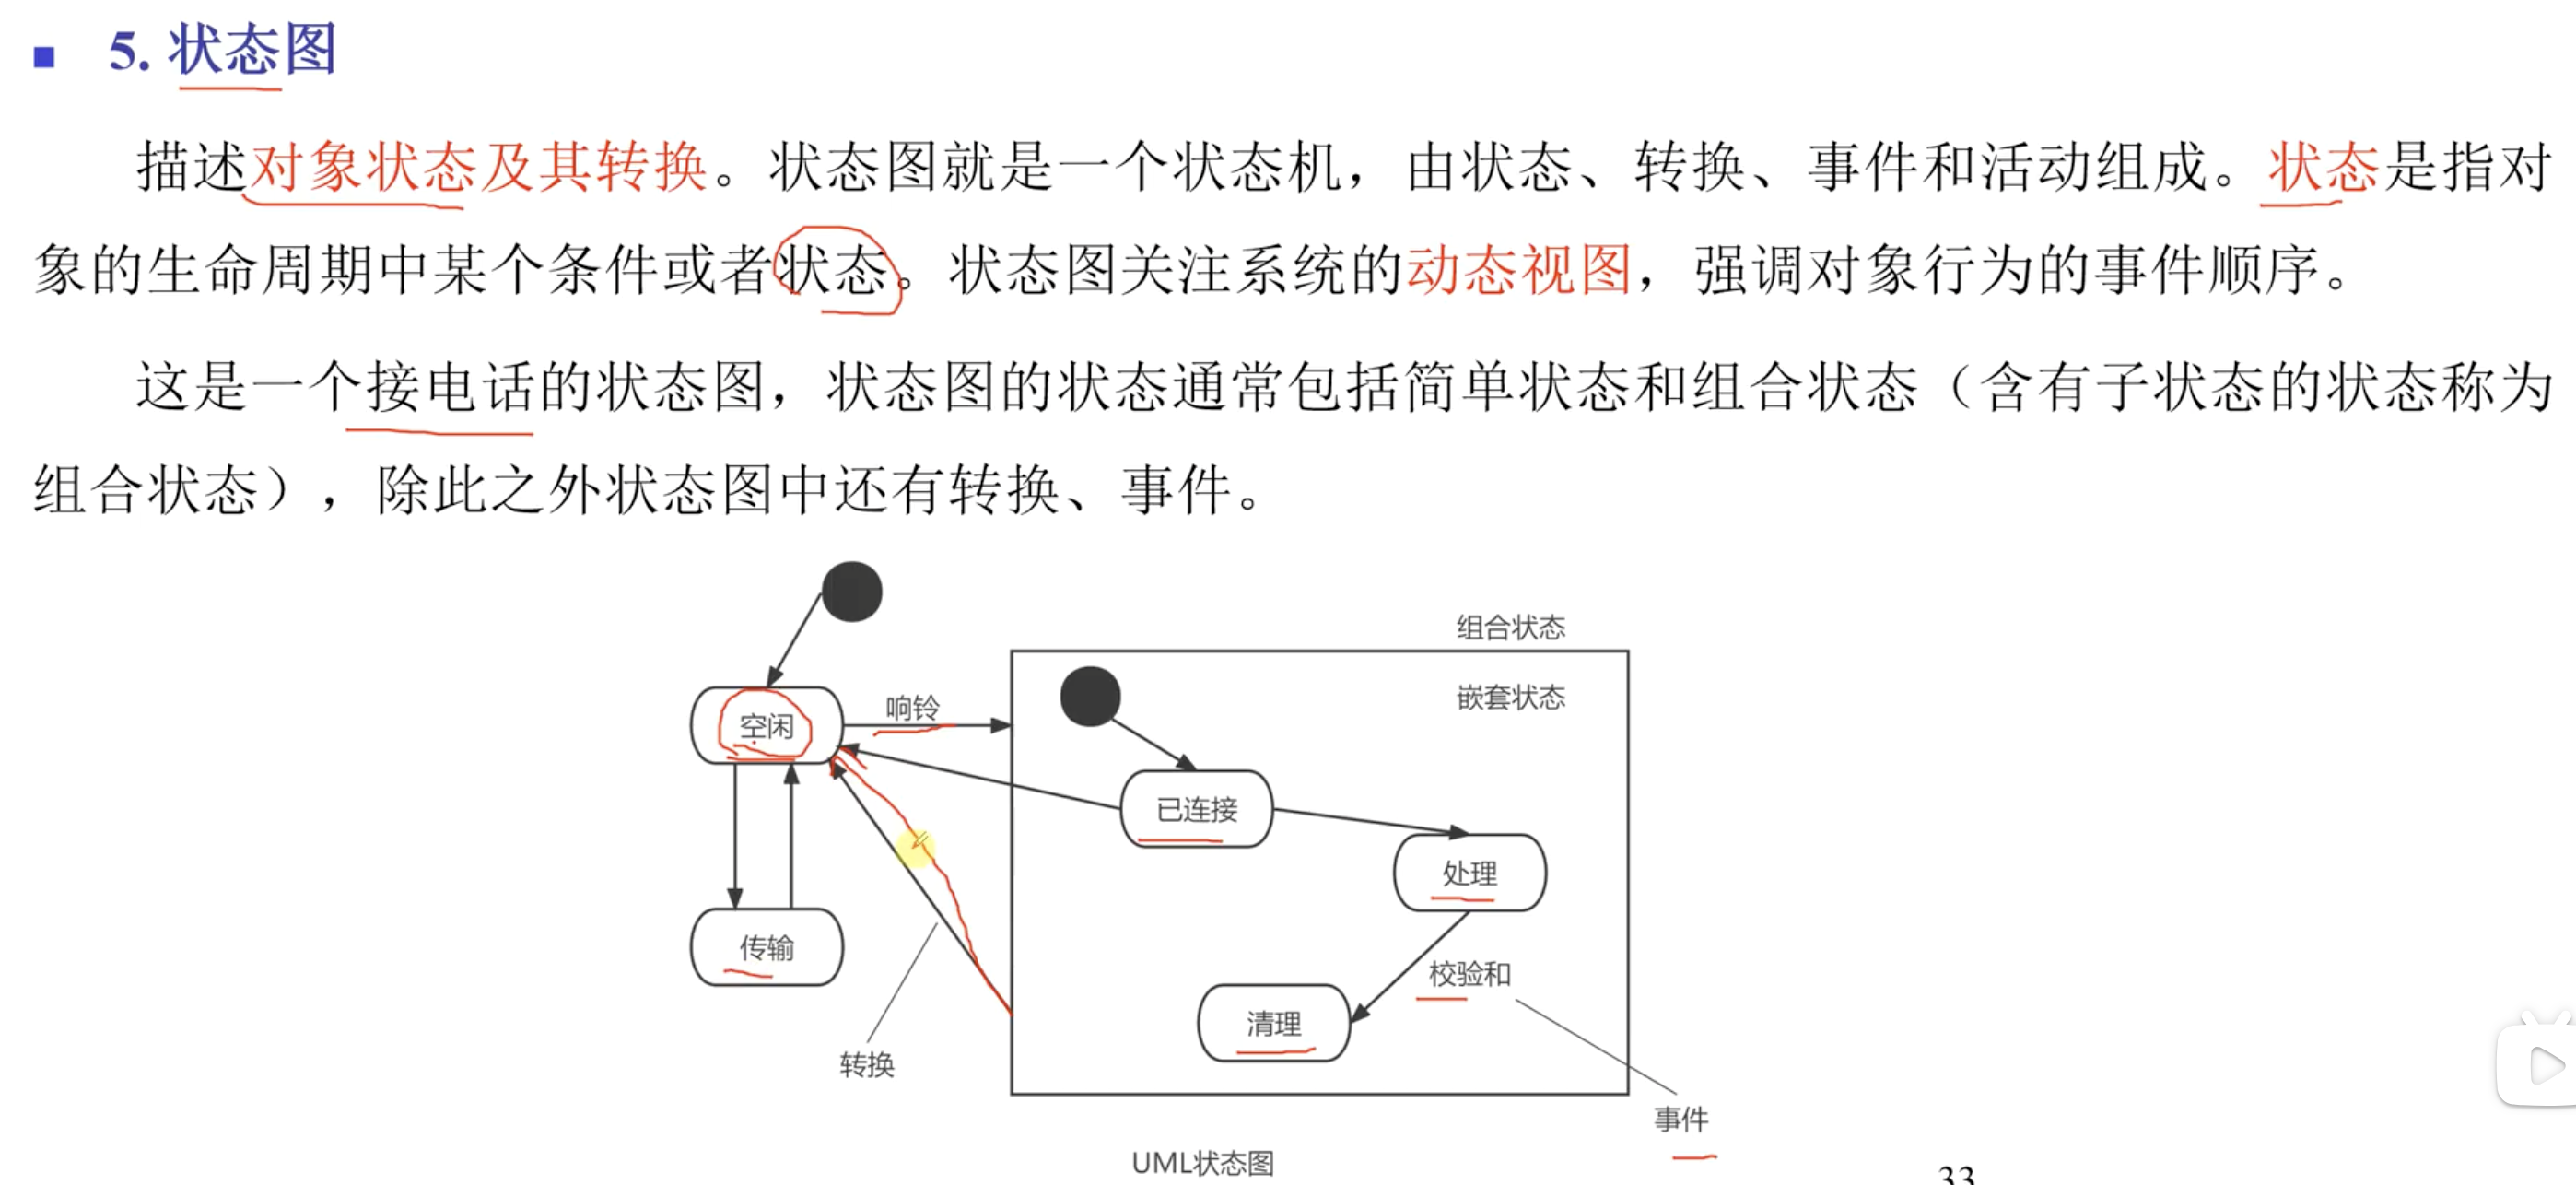 5. 状态图
描述对象状态及其转换。状态图就是一个状态机，由状态、转换、事件和活动组成。状态是指对
象的生命周期中某个条件或者状态。状态图关注系统的动态视图，强调对象行为的事件顺序。
这是一个接电话的状态图，状态图的状态通常包括简单状态和组合状态（含有子状态的状态称为
组合状态），除此之外状态图中还有转换、事件。
组合状态
嵌套状态
空闲
响铃
已连接
处理
传输
校验和
清理
转换
事件
UML状态图
33